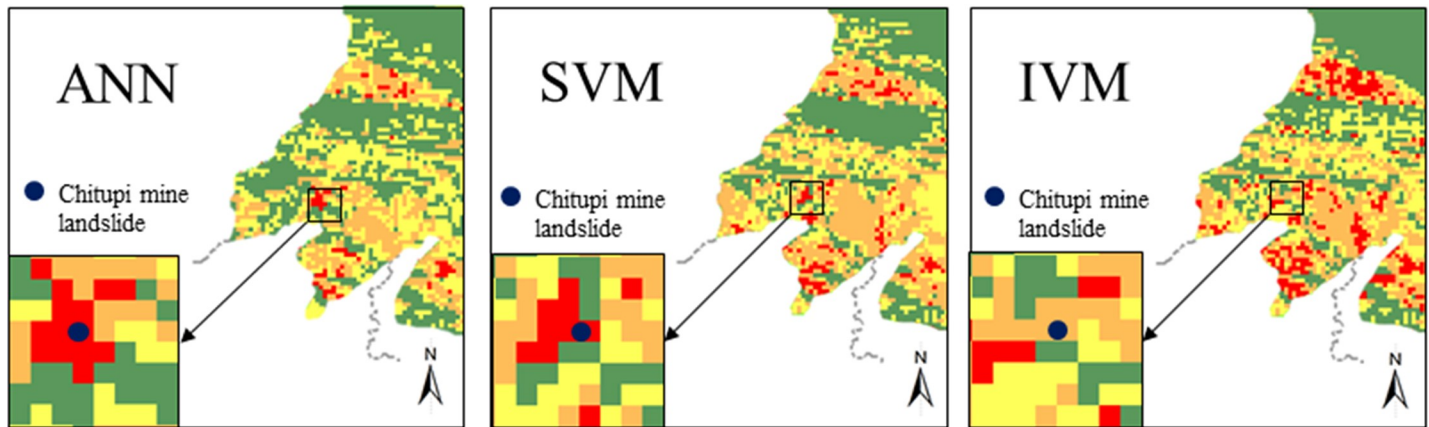 ANN
Chitupi mine
landslide
N
SVM
Chitupi mine
landslide
N
IVM
Chitupi mine
landslide
N